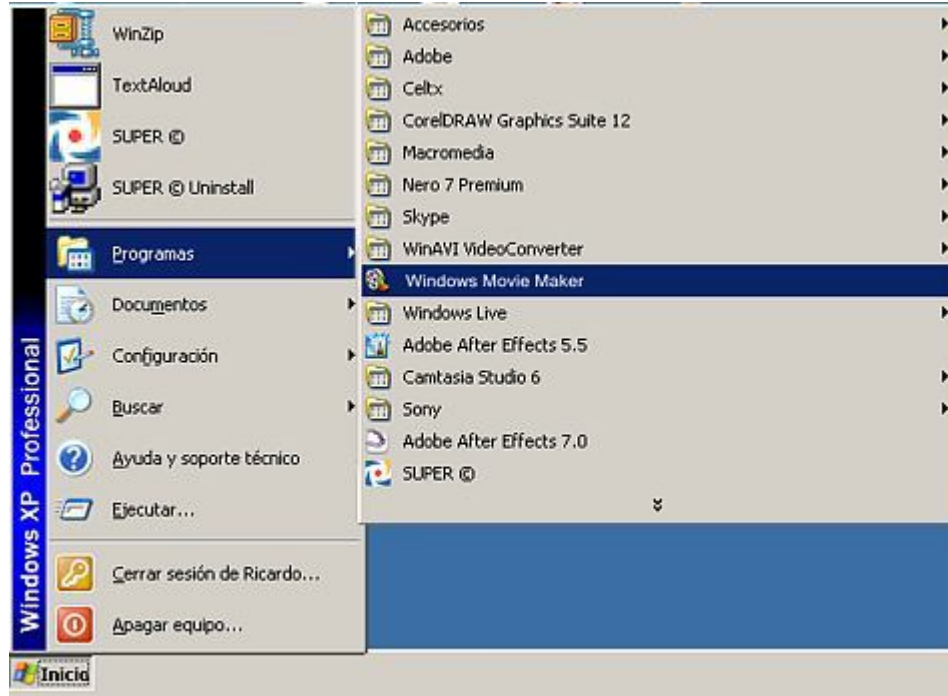 WinZip
TextAloud
SUPER ©
SUPER © Uninstall
Programas
Documentos
Configuración
Buscar
Ayuda y soporte técnico
Ejecutar...
Cerrar sesión de Ricardo...
Apagar equipo...
Windows XP Professional
Inicio
Accesorios
Adobe
Celtx
CorelDRAW Graphics Suite 12
Macromedia
Nero 7 Premium
Skype
WinAVI VideoConverter
Windows Movie Maker
Windows Live
Adobe After Effects 5.5
Camtasia Studio 6
Sony
Adobe After Effects 7.0
SUPER ©